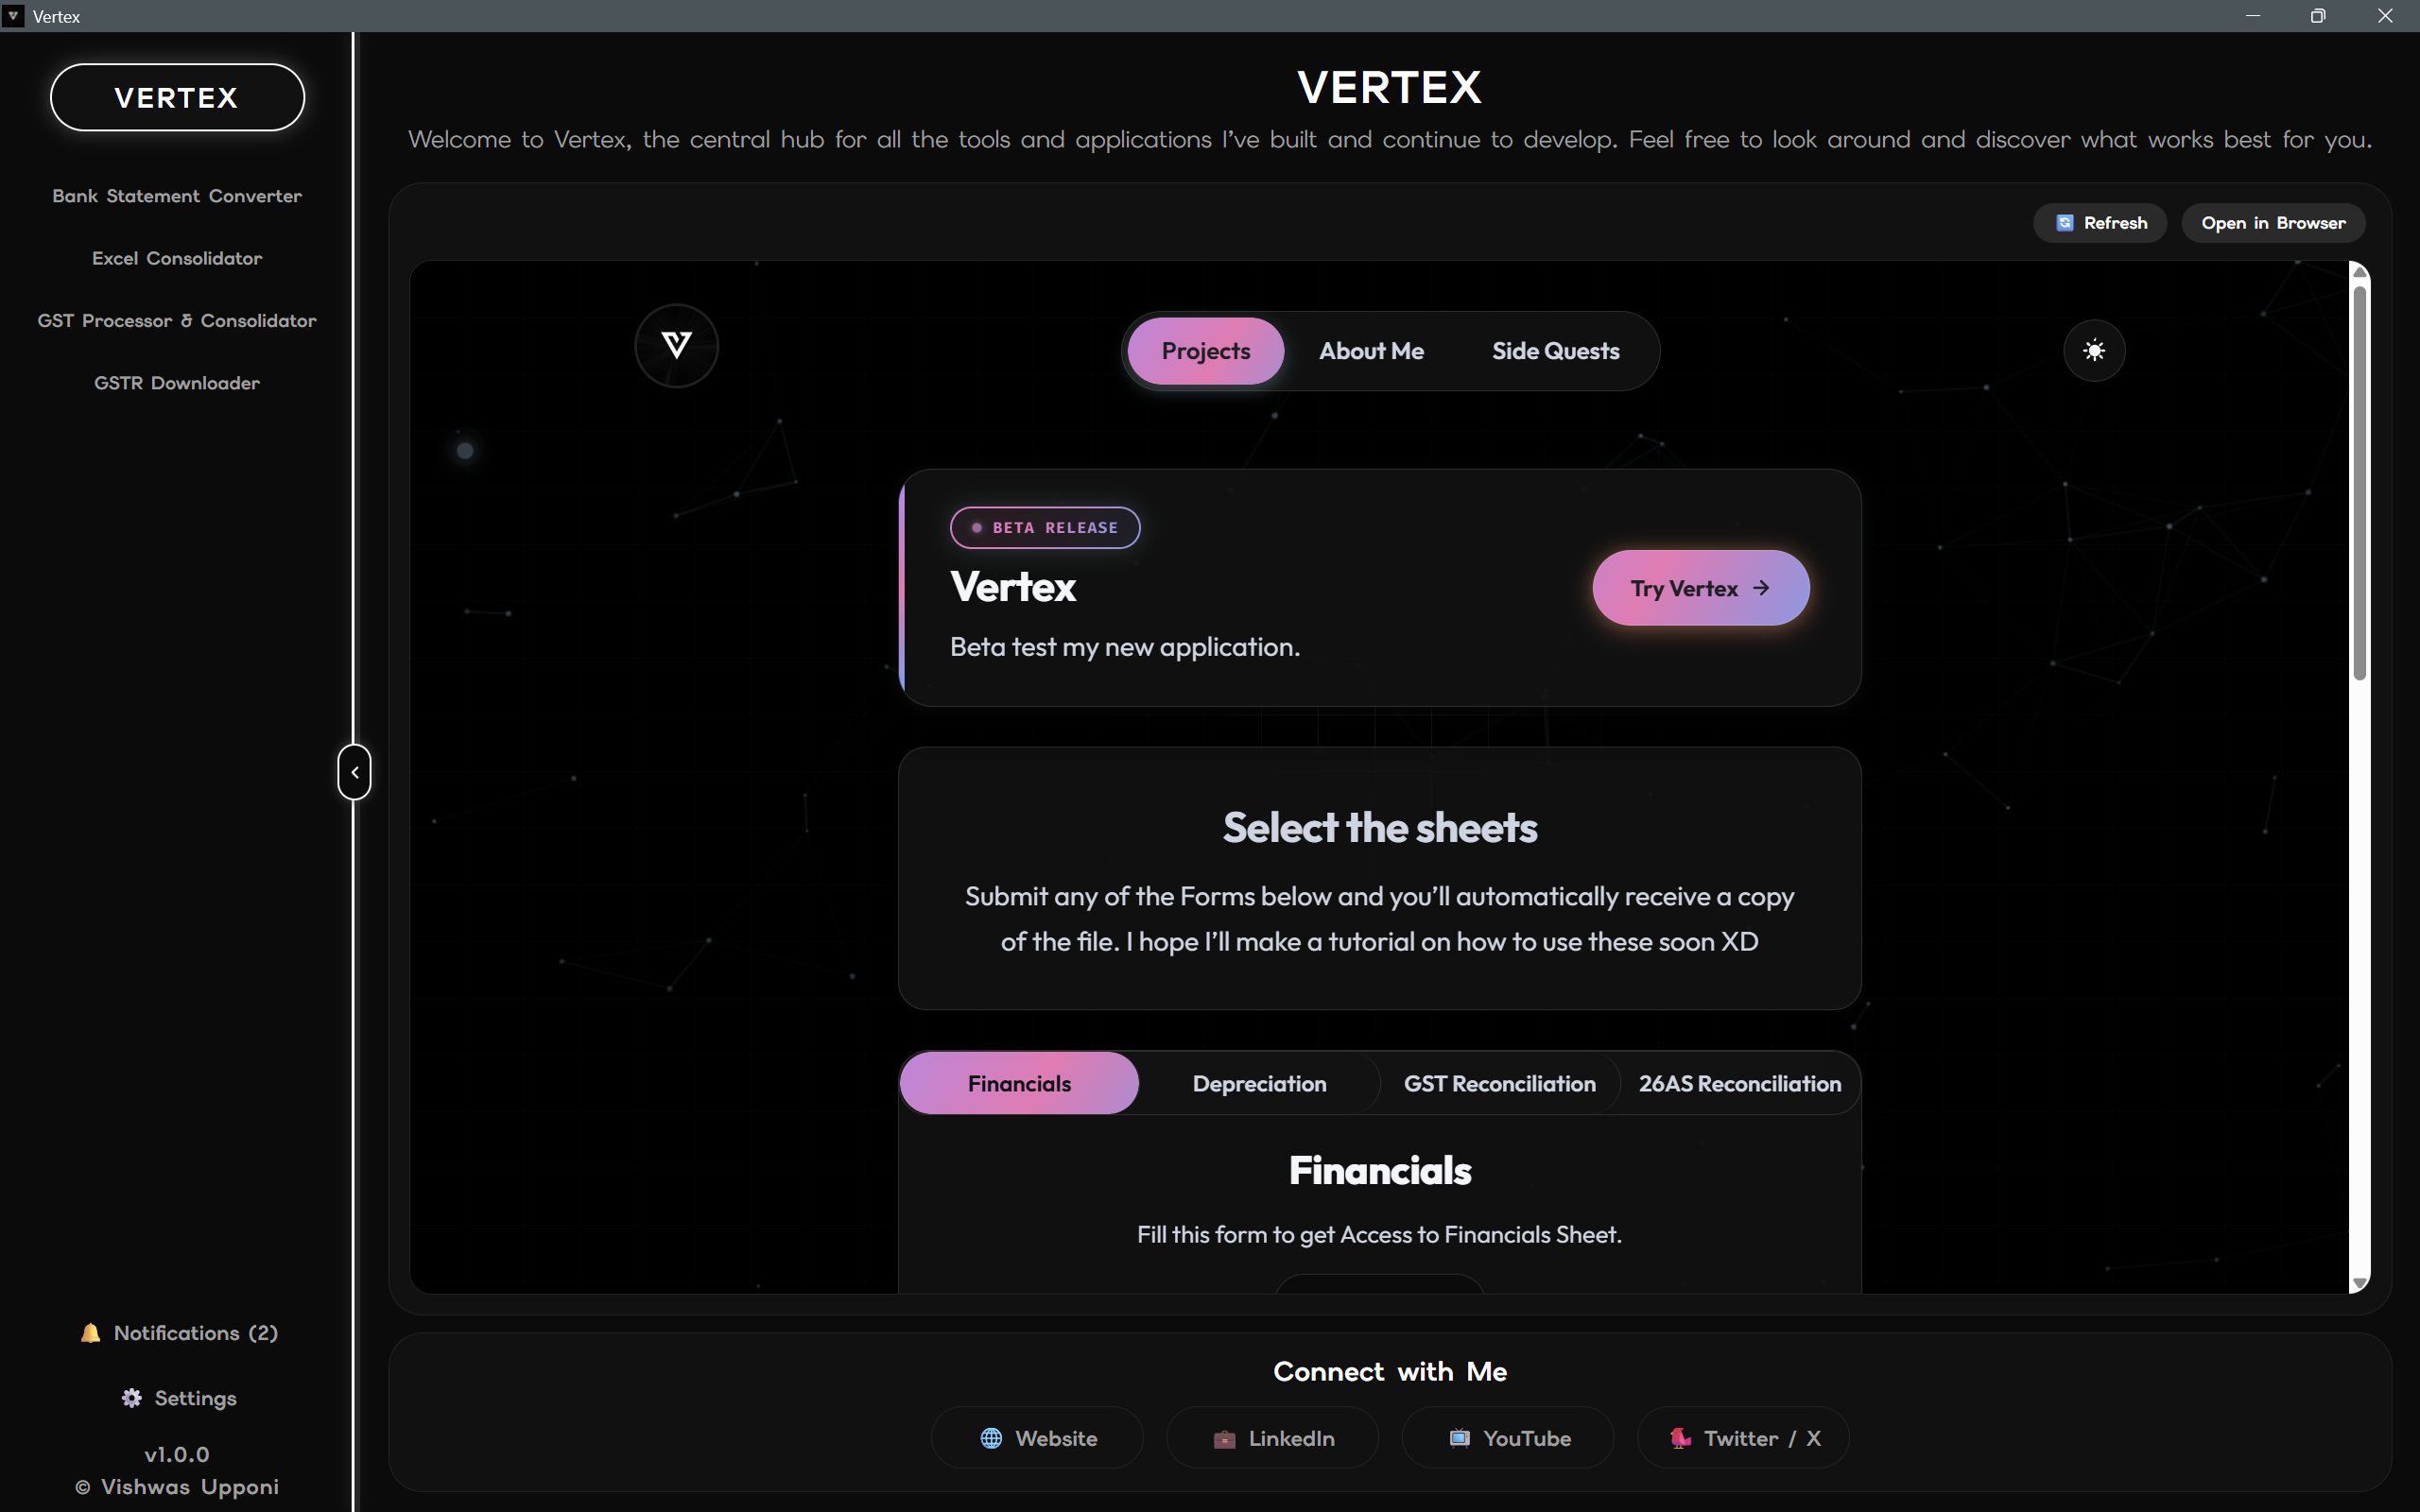 Vertex
VERTEX
Bank Statement Converter
Excel Consolidator
GST Processor & Consolidator
GSTR Downloader
🔔 Notifications (2)
⚙️ Settings
v1.0.0
© Vishwas Upponi
VERTEX
Welcome to Vertex, the central hub for all the tools and applications I've built and continue to develop. Feel free to look around and discover what works best for you.
🔄 Refresh
Open in Browser
Projects
About Me
Side Quests
BETA RELEASE
Vertex
Beta test my new application.
Try Vertex →
Select the sheets
Submit any of the Forms below and you’ll automatically receive a copy
of the file. I hope I’ll make a tutorial on how to use these soon XD
Financials
Depreciation
GST Reconciliation
26AS Reconciliation
Financials
Fill this form to get Access to Financials Sheet.
Connect with Me
🌐 Website
💼 LinkedIn
📺 YouTube
🐦 Twitter / X